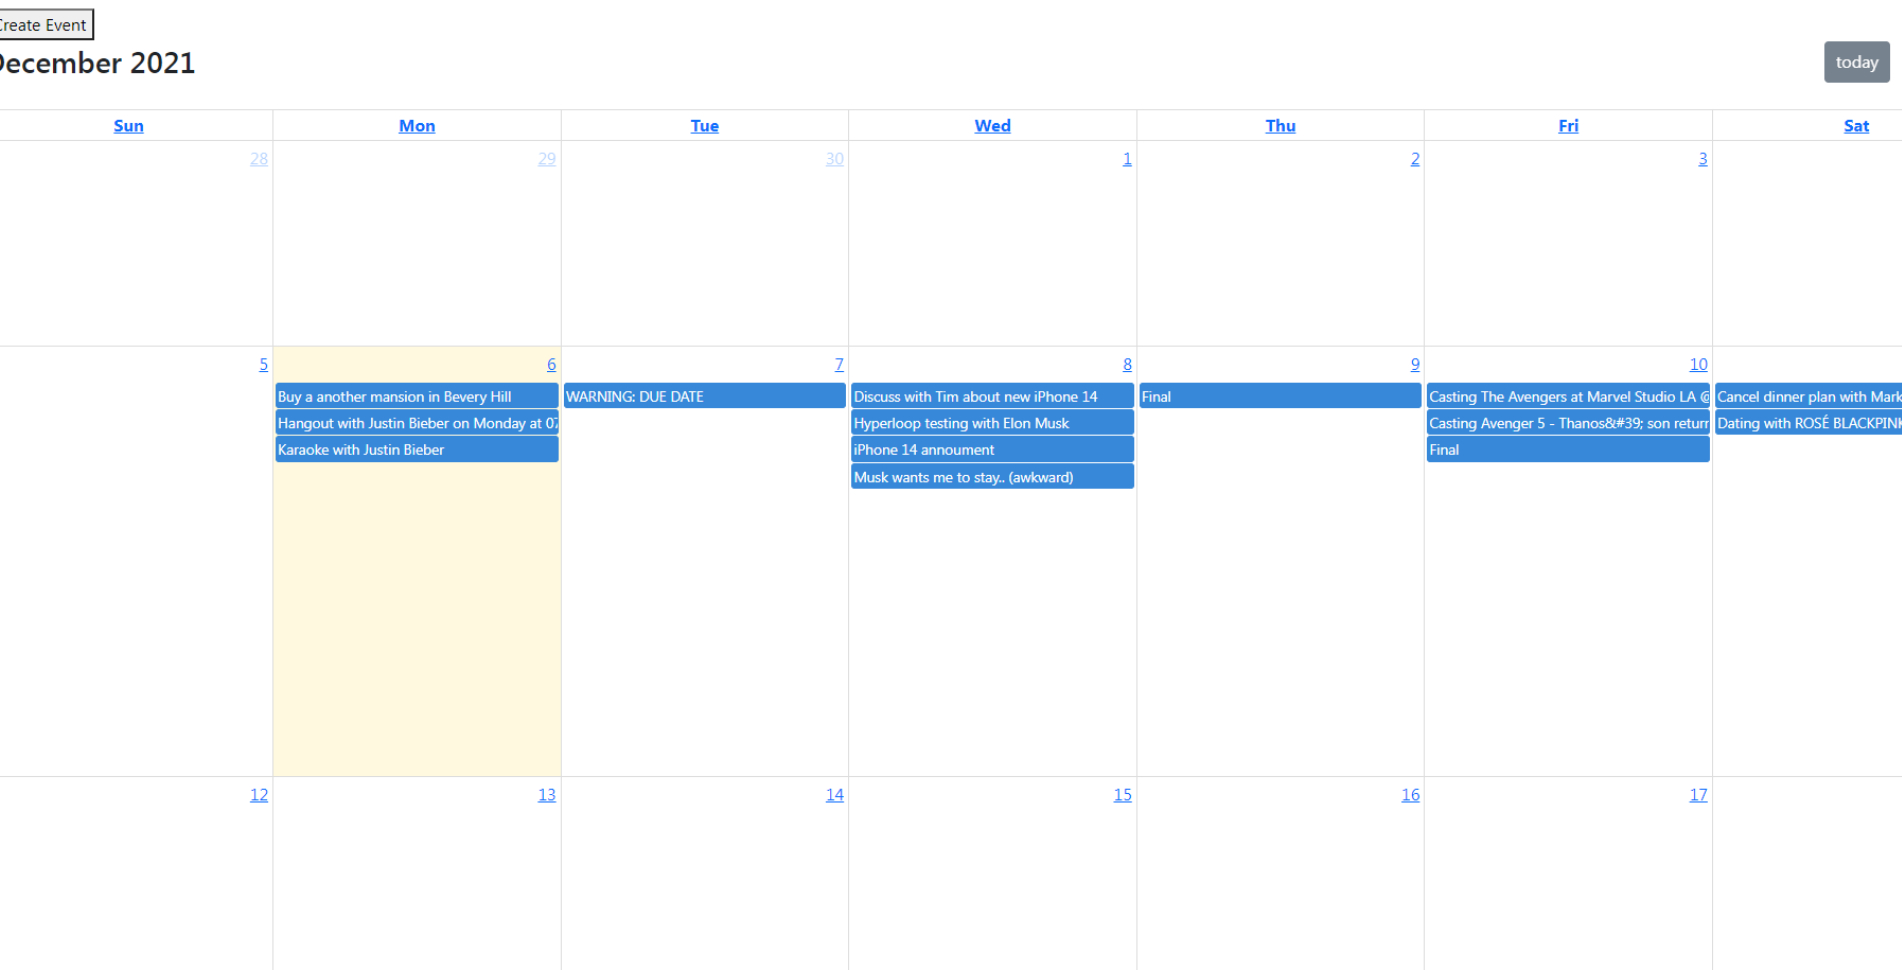 Create Event
December 2021
today
Sun Mon Tue Wed Thu Fri Sat
28 29 30 1 2 3
5 6 7 8 9 10
Buy a another mansion in Bevery Hill
Hangout with Justin Bieber on Monday at 07
Karaoke with Justin Bieber
WARNING: DUE DATE
Discuss with Tim about new iPhone 14
Hyperloop testing with Elon Musk
iPhone 14 annoument
Musk wants me to stay.. (awkward)
Final
Casting The Avengers at Marvel Studio LA @
Casting Avenger 5 - Thanos&#39; son return
Final
Cancel dinner plan with Mark
Dating with ROSÉ BLACKPINK
12 13 14 15 16 17